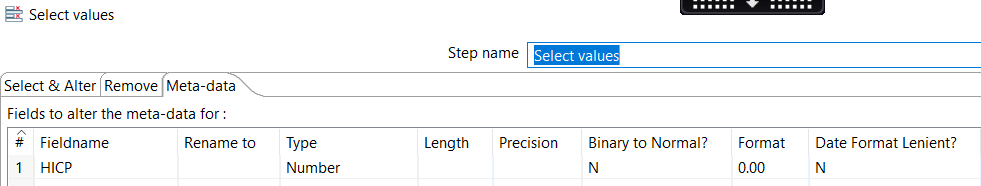 Select values
Step name Select values
Select & Alter Remove Meta-data
Fields to alter the meta-data for :
# Fieldname Rename to Type Length Precision Binary to Normal? Format Date Format Lenient?
1 HICP Number N 0.00 N